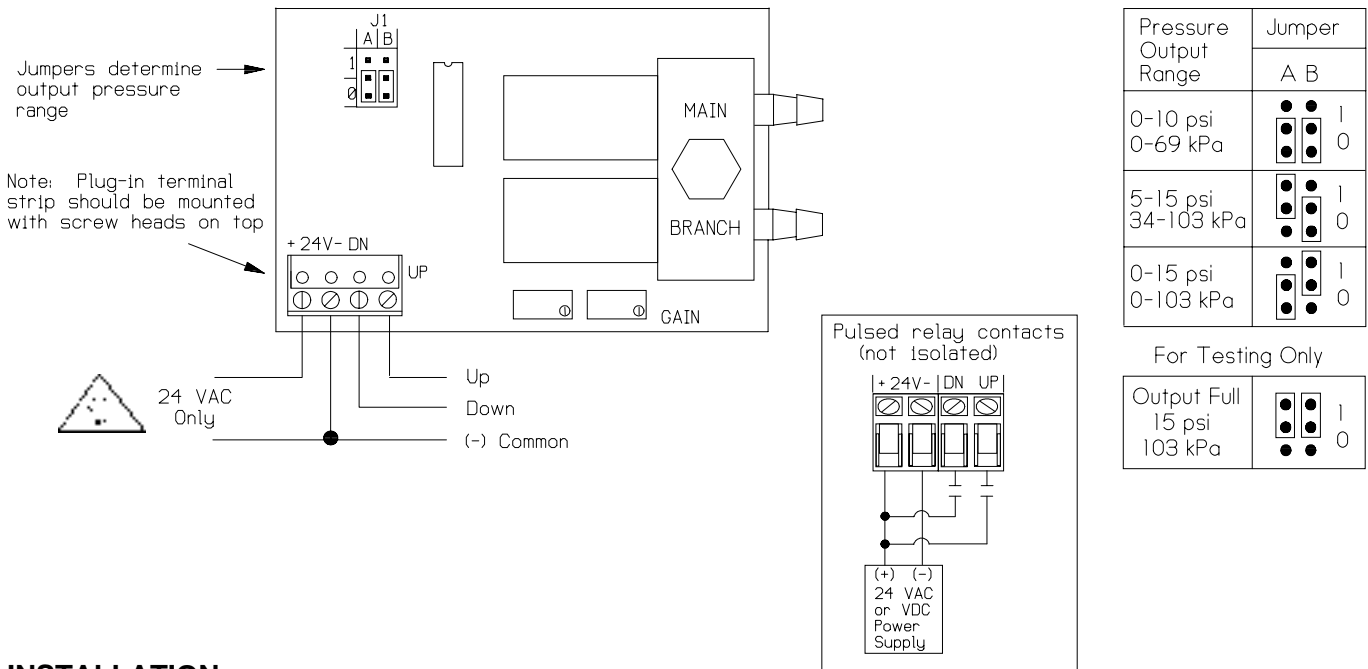 J1
A B
1
0
Jumpers determine
output pressure
range
Note: Plug-in terminal
strip should be mounted
with screw heads on top
+ 24V- DN
UP
MAIN
BRANCH
GAIN
24 VAC
Only
Up
Down
(-) Common
Pulsed relay contacts
(not isolated)
+ 24V- DN UP
(+) (-)
24 VAC
or VDC
Power
Supply
Pressure
Output
Range
Jumper
A B
0-10 psi
0-69 kPa
1
0
5-15 psi
34-103 kPa
1
0
0-15 psi
0-103 kPa
1
0
For Testing Only
Output Full
15 psi
103 kPa
1
0
INSTALLATION